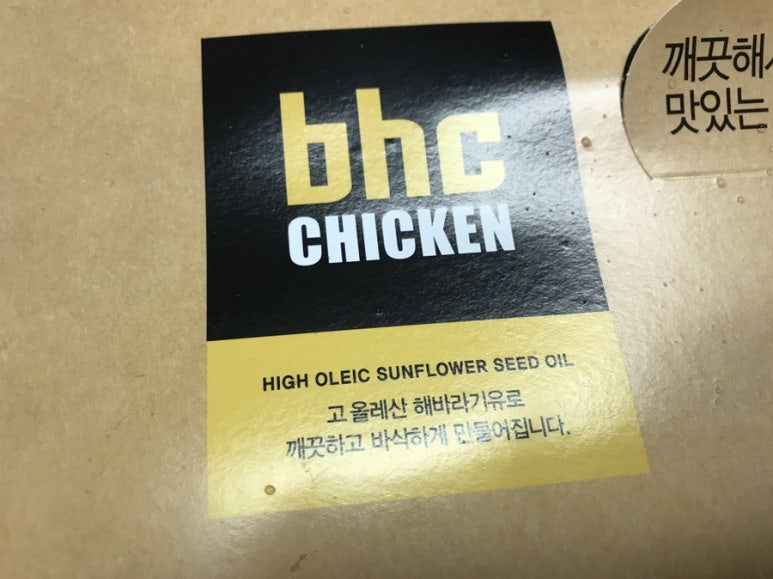 bhc
CHICKEN
HIGH OLEIC SUNFLOWER SEED OIL
고 올레산 해바라기유로
깨끗하고 바삭하게 만들어집니다.
깨끗해서
맛있는